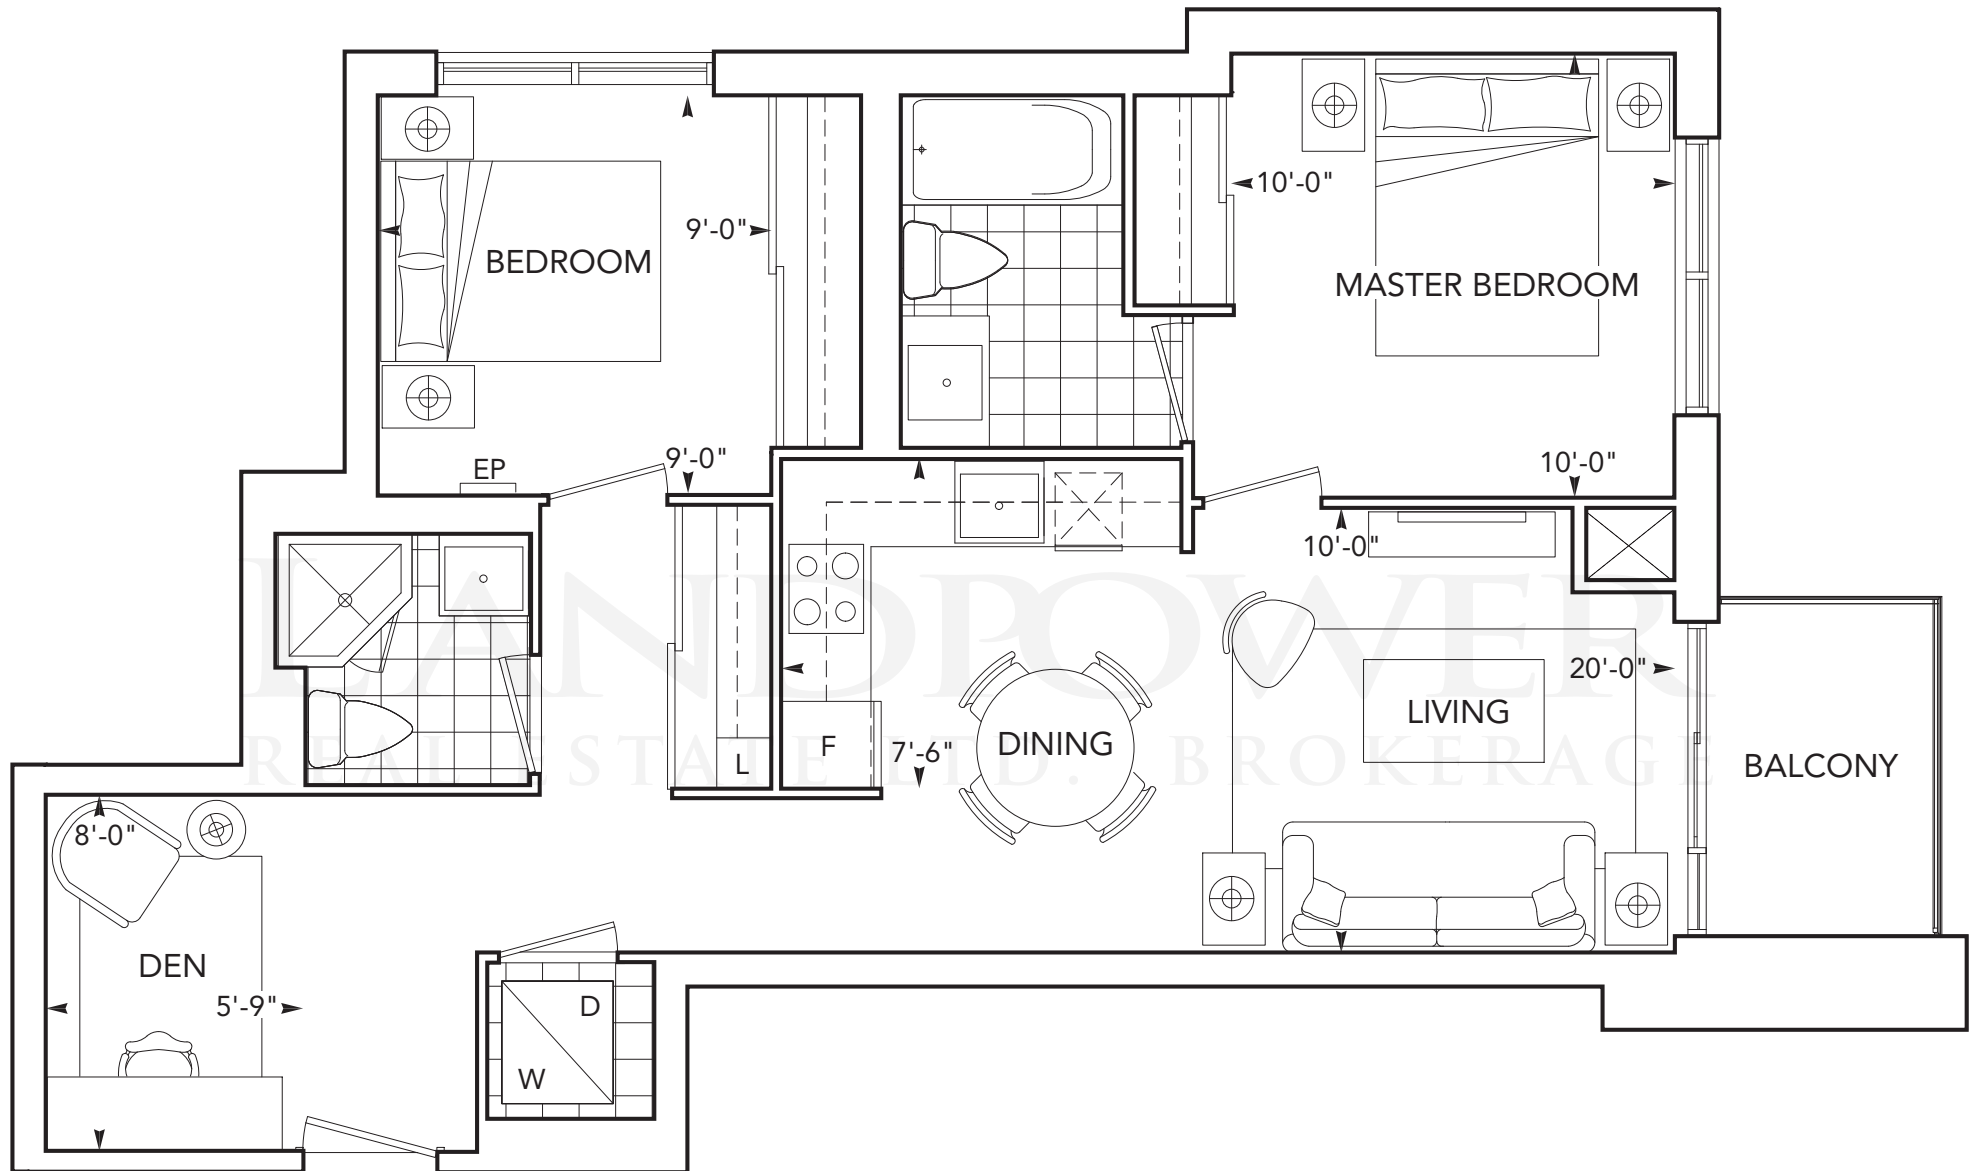 10'-0"
9'-0"
BEDROOM
MASTER BEDROOM
EP
9'-0"
10'-0"
10'-0"
LANDPOWER
20'-0"
LIVING
F
7'-6"
DINING
L
REAL ESTATE LTD. BROKERAGE
BALCONY
8'-0"
DEN
5'-9"
D
W